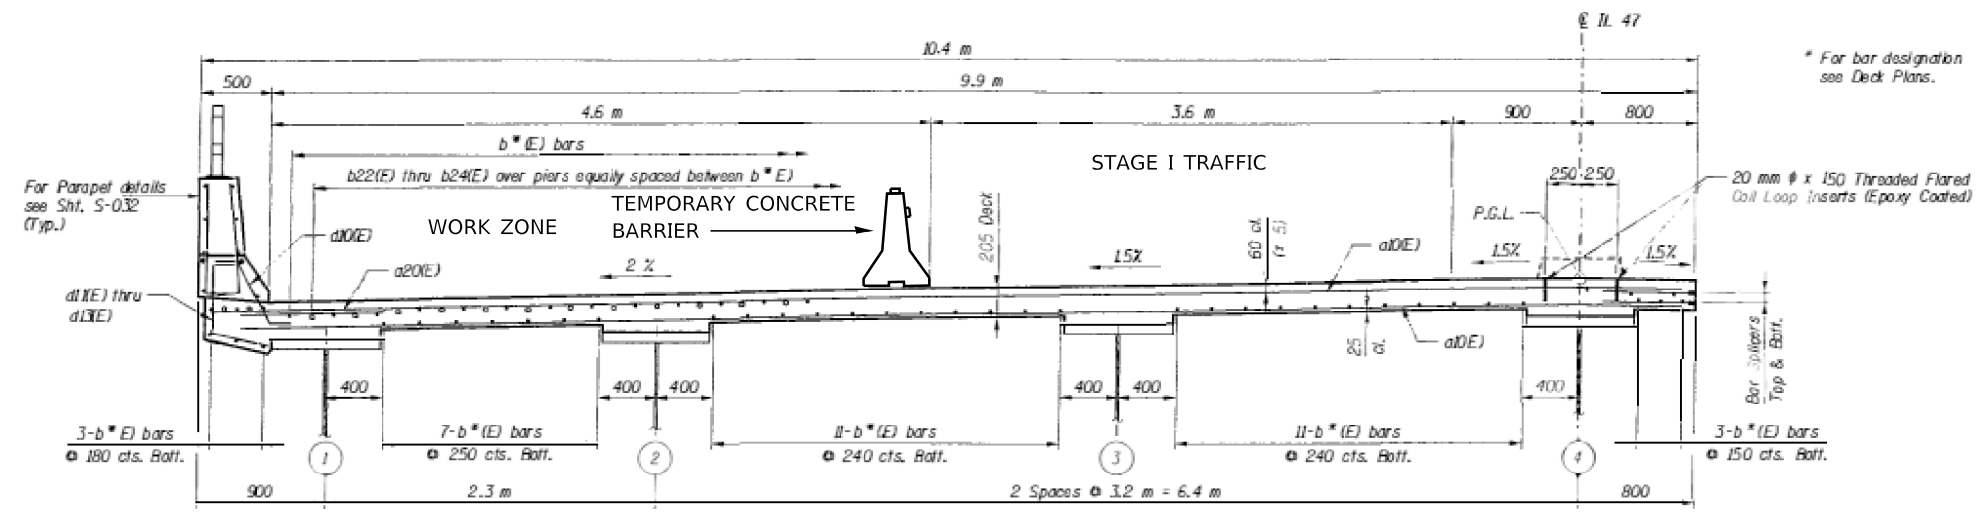 ℄ IL 47
10.4 m
* For bar designation
see Deck Plans.
500
9.9 m
4.6 m
3.6 m
900
800
b*(E) bars
STAGE I TRAFFIC
b22(E) thru b24(E) over piers equally spaced between b*E)
250
250
20 mm ϕ x 150 Threaded Flared
Coil Loop Inserts (Epoxy Coated)
For Parapet details
see Sht. S-032
(Typ.)
TEMPORARY CONCRETE
BARRIER
WORK ZONE
205 Deck
60 cl.
(± 5)
P.G.L.
d10(E)
a20(E)
2 %
1.5%
a10(E)
1.5%
1.5%
d11(E) thru
d13(E)
25
cl.
a10(E)
Bar Splicers
Top & Bott.
400
400
400
400
400
400
3-b*E) bars
@ 180 cts. Bott.
7-b*(E) bars
@ 250 cts. Bott.
11-b*(E) bars
@ 240 cts. Bott.
11-b*(E) bars
@ 240 cts. Bott.
3-b*(E) bars
@ 150 cts. Bott.
1
2
3
4
900
2.3 m
2 Spaces @ 3.2 m = 6.4 m
800